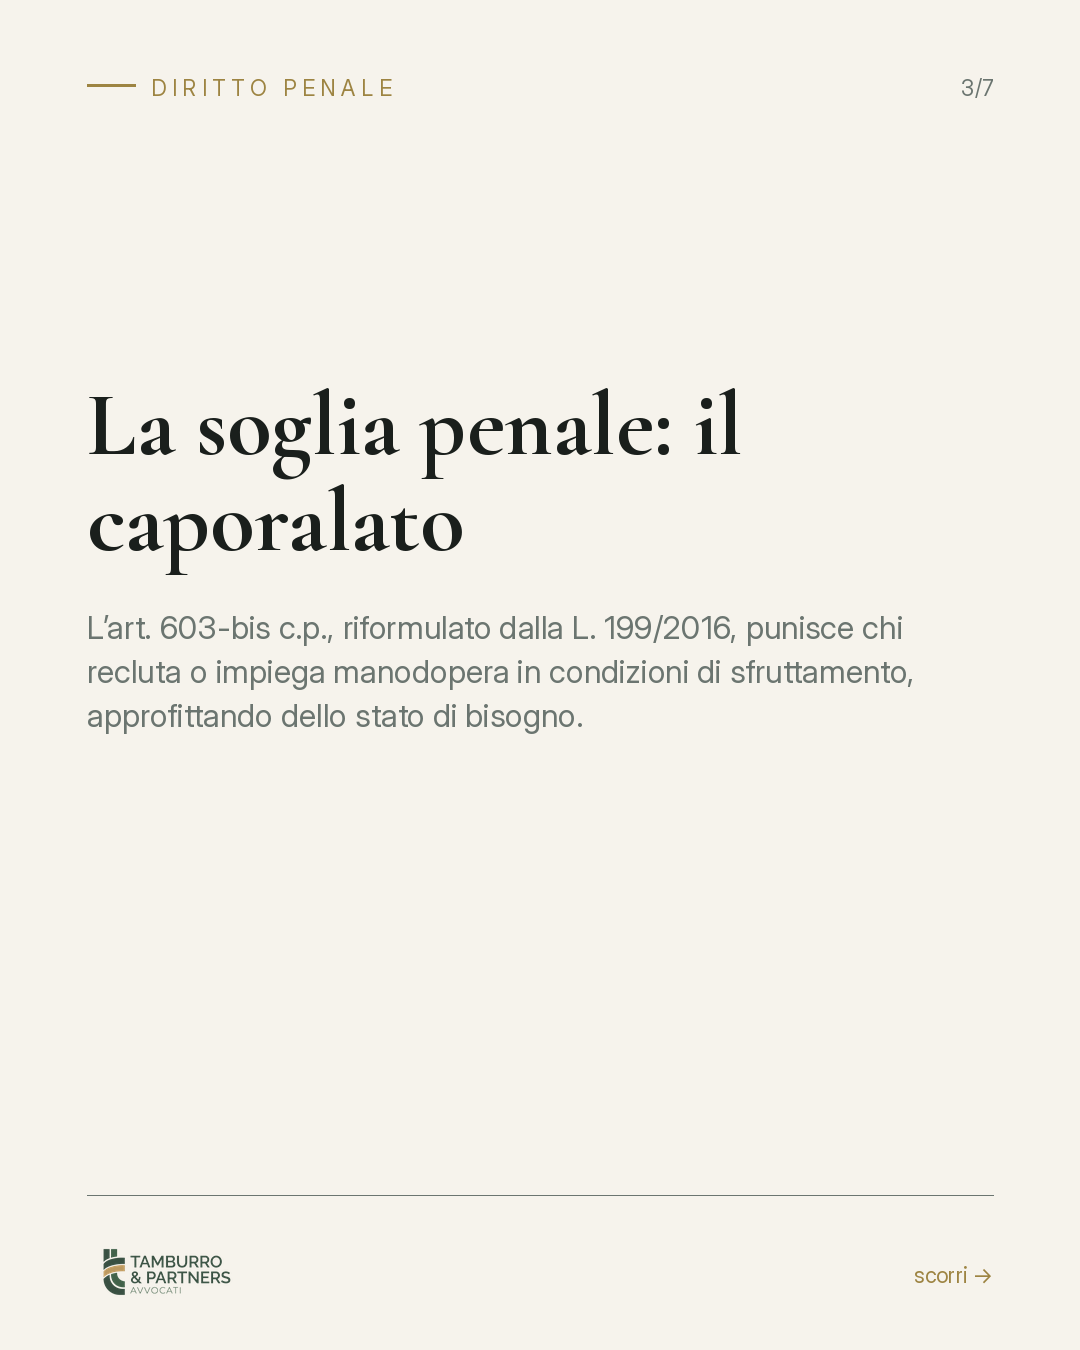 DIRITTO PENALE
3/7
La soglia penale: il
caporalato
L’art. 603-bis c.p., riformulato dalla L. 199/2016, punisce chi
recluta o impiega manodopera in condizioni di sfruttamento,
approfittando dello stato di bisogno.
TAMBURRO
& PARTNERS
AVVOCATI
scorri →